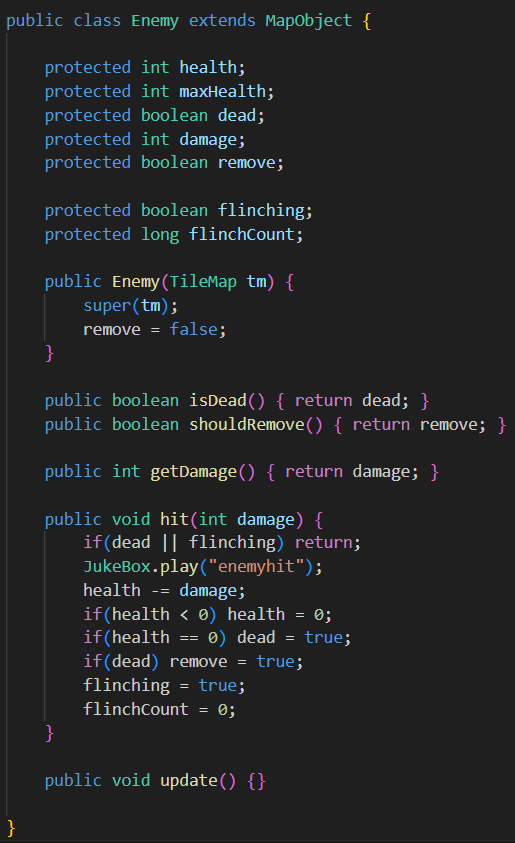 public class Enemy extends MapObject {
protected int health;
protected int maxHealth;
protected boolean dead;
protected int damage;
protected boolean remove;
protected boolean flinching;
protected long flinchCount;
public Enemy(TileMap tm) {
super(tm);
remove = false;
}
public boolean isDead() { return dead; }
public boolean shouldRemove() { return remove; }
public int getDamage() { return damage; }
public void hit(int damage) {
if(dead || flinching) return;
JukeBox.play("enemyhit");
health -= damage;
if(health < 0) health = 0;
if(health == 0) dead = true;
if(dead) remove = true;
flinching = true;
flinchCount = 0;
}
public void update() {}
}